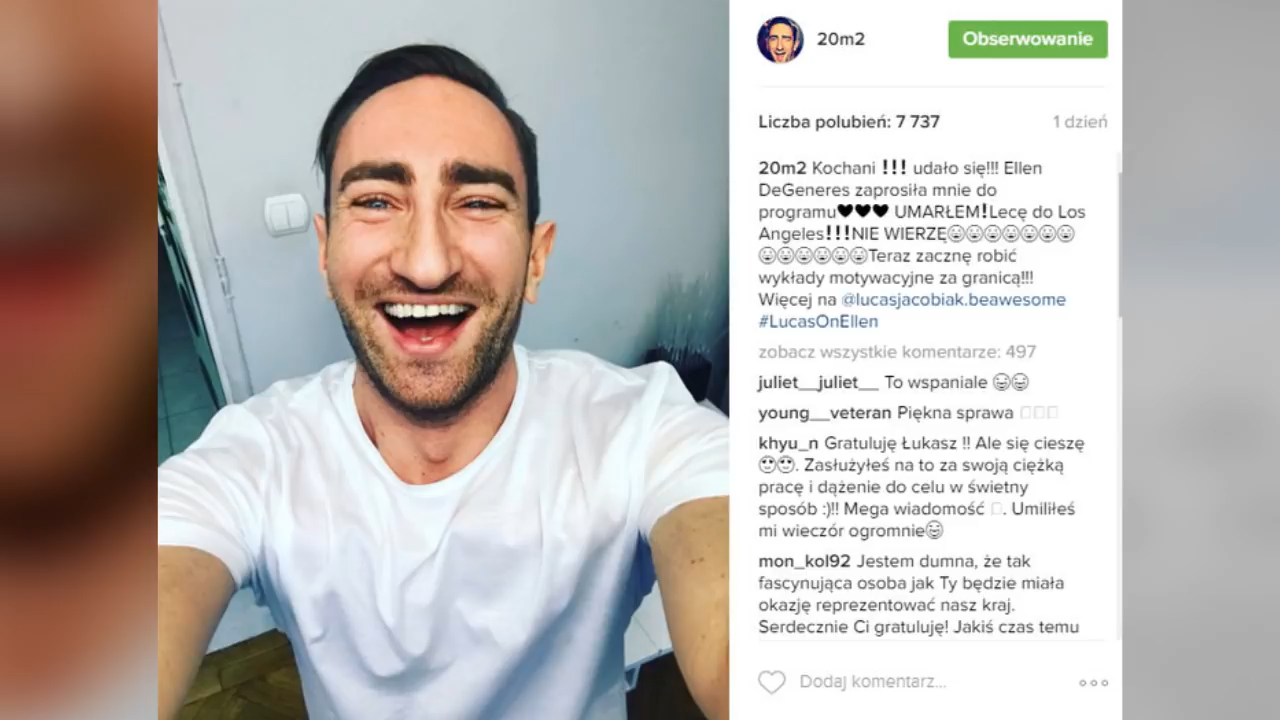 20m2
Obserwowanie
Liczba polubień: 7 737
1 dzień
20m2 Kochani ❗❗❗ udało się!!! Ellen
DeGeneres zaprosiła mnie do
programu♥♥♥ UMARŁEM❗Lecę do Los
Angeles❗❗❗NIE WIERZĘ😛😛😛😛😛😛😛
😛😛😛😛😛😛Teraz zacznę robić
wykłady motywacyjne za granicą!!!
Więcej na @lucasjacobiak.beawesome
#LucasOnEllen
zobacz wszystkie komentarze: 497
juliet__juliet__ To wspaniale 😄😄
young__veteran Piękna sprawa
khyu_n Gratuluję Łukasz !! Ale się cieszę
😍😍. Zasłużyłeś na to za swoją ciężką
pracę i dążenie do celu w świetny
sposób :)!! Mega wiadomość . Umiliłeś
mi wieczór ogromnie😄
mon_kol92 Jestem dumna, że tak
fascynująca osoba jak Ty będzie miała
okazję reprezentować nasz kraj.
Serdecznie Ci gratuluję! Jakiś czas temu
Dodaj komentarz...